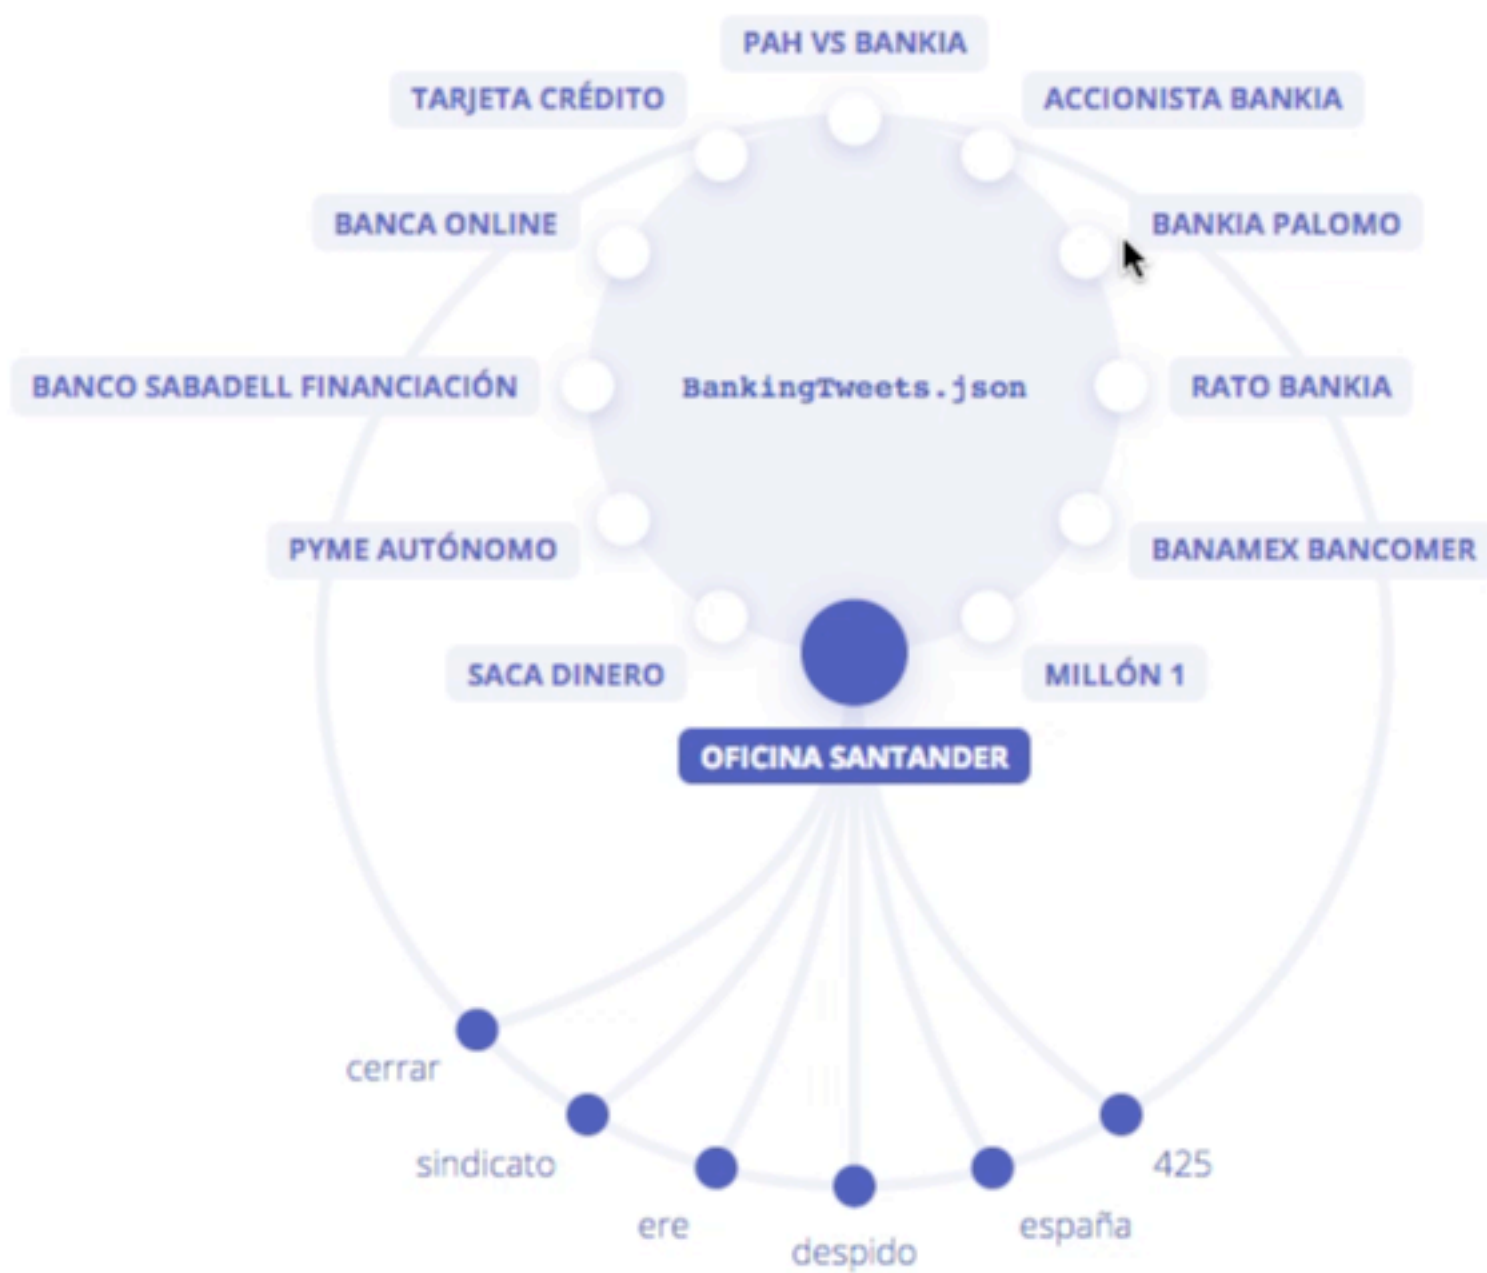 PAH VS BANKIA
TARJETA CRÉDITO
ACCIONISTA BANKIA
BANCA ONLINE
BANKIA PALOMO
BANCO SABADELL FINANCIACIÓN
BankingTweets.json
RATO BANKIA
PYME AUTÓNOMO
BANAMEX BANCOMER
SACA DINERO
MILLÓN 1
OFICINA SANTANDER
cerrar
sindicato
425
ere
españa
despido